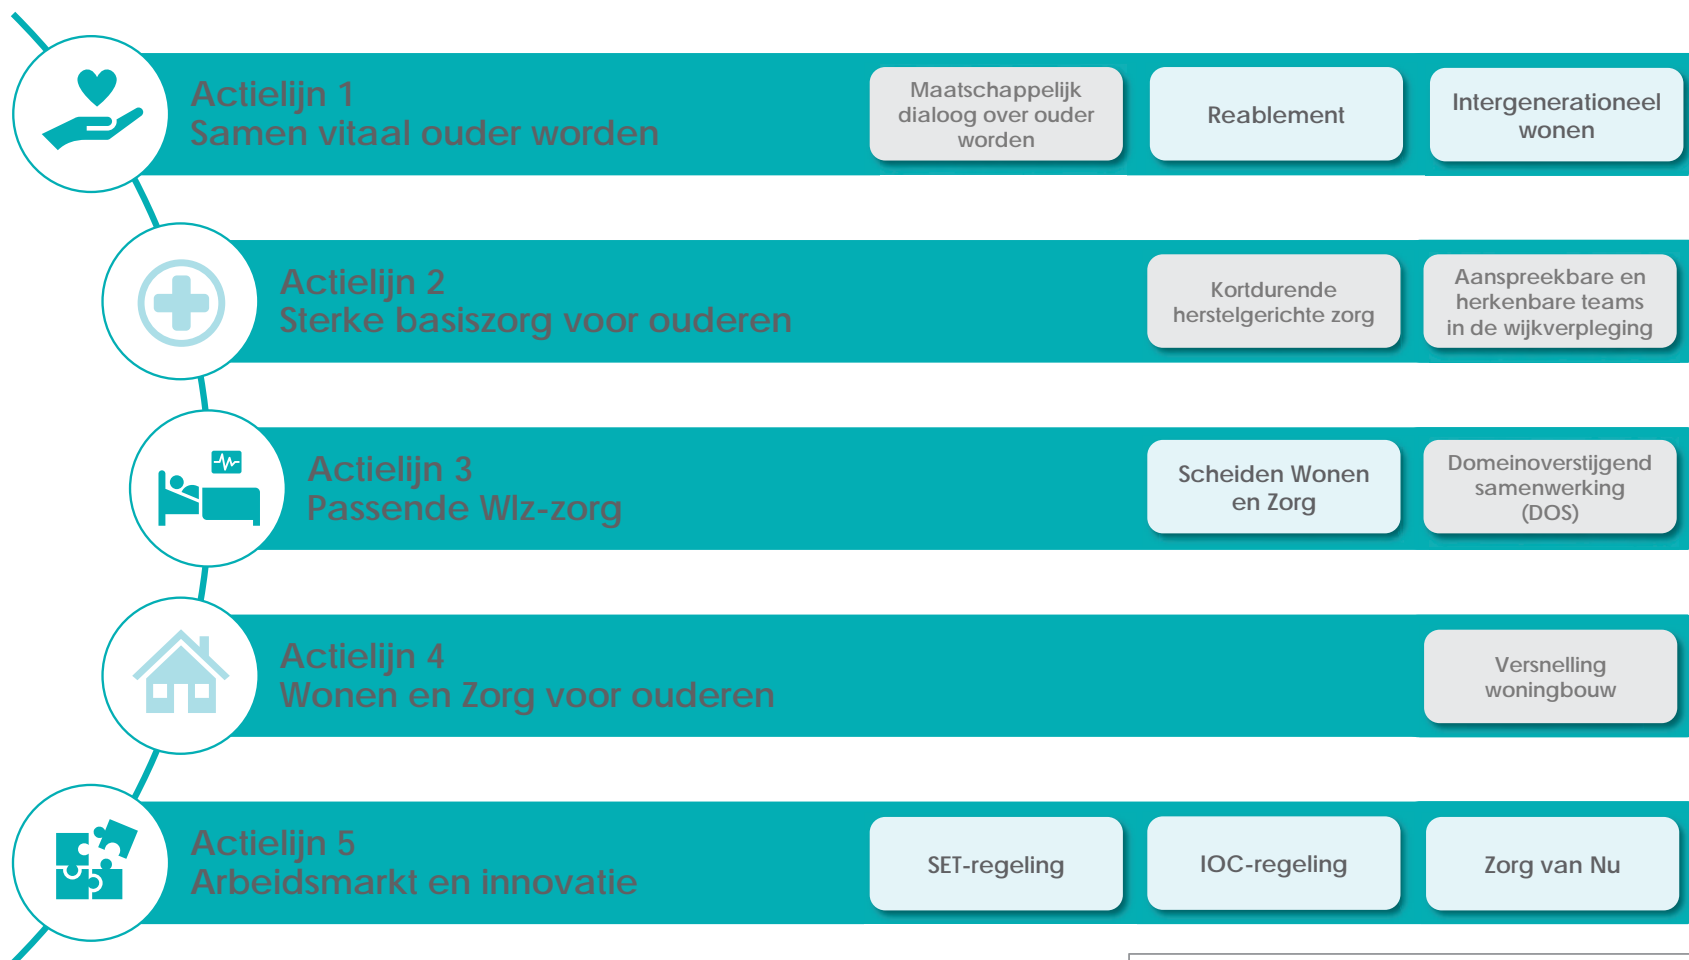 Actielijn 1
Samen vitaal ouder worden
Maatschappelijk
dialoog over ouder
worden
Reablement
Intergenerationeel
wonen
Actielijn 2
Sterke basiszorg voor ouderen
Kortdurende
herstelgerichte zorg
Aanspreekbare en
herkenbare teams
in de wijkverpleging
Actielijn 3
Passende Wlz-zorg
Scheiden Wonen
en Zorg
Domeinoverstijgend
samenwerking
(DOS)
Actielijn 4
Wonen en Zorg voor ouderen
Versnelling
woningbouw
Actielijn 5
Arbeidsmarkt en innovatie
SET-regeling
IOC-regeling
Zorg van Nu